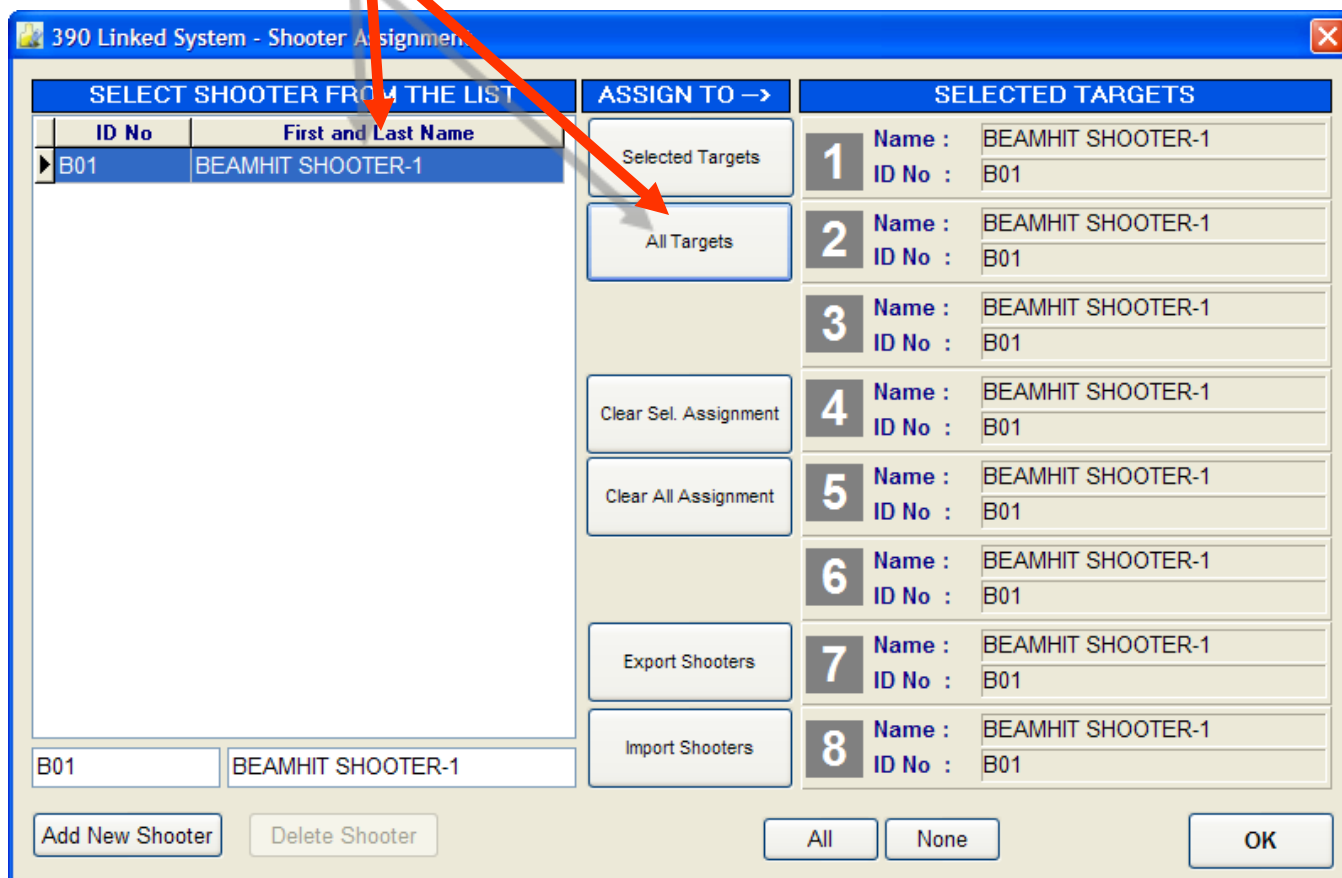 390 Linked System - Shooter Assignment
SELECT SHOOTER FROM THE LIST
ID No First and Last Name
B01 BEAMHIT SHOOTER-1
B01 BEAMHIT SHOOTER-1
Add New Shooter Delete Shooter
ASSIGN TO –>
Selected Targets
All Targets
Clear Sel. Assignment
Clear All Assignment
Export Shooters
Import Shooters
SELECTED TARGETS
1 Name : BEAMHIT SHOOTER-1
ID No : B01
2 Name : BEAMHIT SHOOTER-1
ID No : B01
3 Name : BEAMHIT SHOOTER-1
ID No : B01
4 Name : BEAMHIT SHOOTER-1
ID No : B01
5 Name : BEAMHIT SHOOTER-1
ID No : B01
6 Name : BEAMHIT SHOOTER-1
ID No : B01
7 Name : BEAMHIT SHOOTER-1
ID No : B01
8 Name : BEAMHIT SHOOTER-1
ID No : B01
All None OK